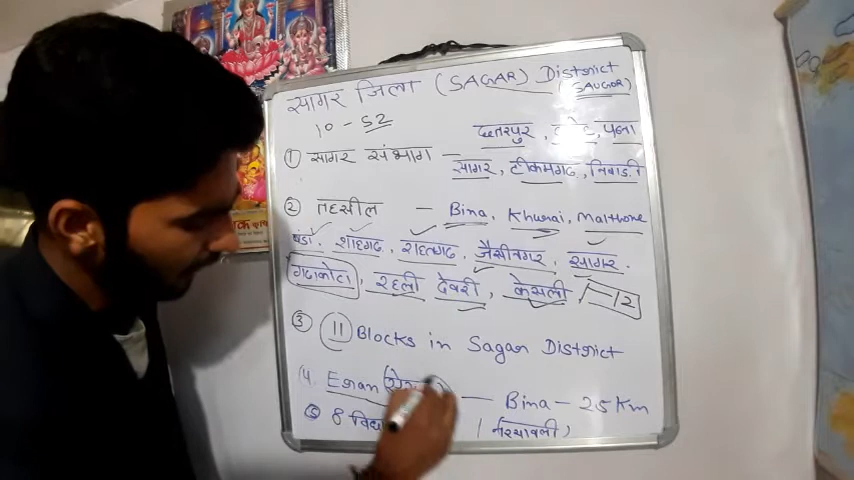 सागर जिला (SAGAR) District
(SAUGOR)
10 - 52
छतरपुर, दमोह, पन्ना
① सागर संभाग — सागर, टीकमगढ, निवाडी
② तहसील — Bina, Khurai, Malthone
बंडा, शाहगढ, राहतगढ, जैसीनगर, सागर.
गढाकोटा, रहली देवरी, केसली, — 12
③ 11 Blocks in Sagar District
4. Eran — Bina - 25 Km
⑤ 8 (नरयावली)